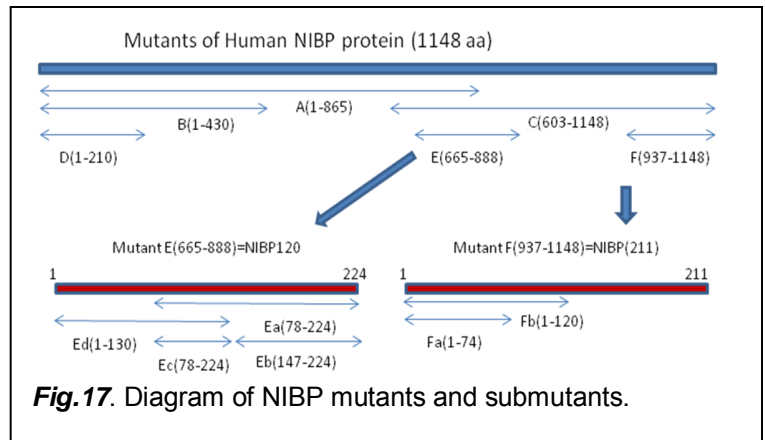 Mutants of Human NIBP protein (1148 aa)
A(1-865)
B(1-430)
C(603-1148)
D(1-210)
E(665-888)
F(937-1148)
Mutant E(665-888)=NIBP120
Mutant F(937-1148)=NIBP(211)
1
224
1
211
Ea(78-224)
Fb(1-120)
Ed(1-130)
Fa(1-74)
Ec(78-224)
Eb(147-224)
Fig.17. Diagram of NIBP mutants and submutants.